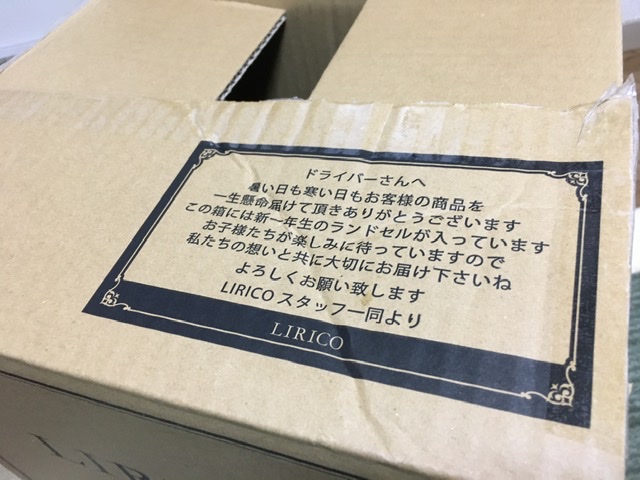 ドライバーさんへ
暑い日も寒い日もお客様の商品を
一生懸命届けて頂きありがとうございます
この箱には新一年生のランドセルが入っています
お子様たちが楽しみに待っていますので
私たちの想いと共に大切にお届け下さいね
よろしくお願い致します
LIRICO スタッフ一同より
LIRICO